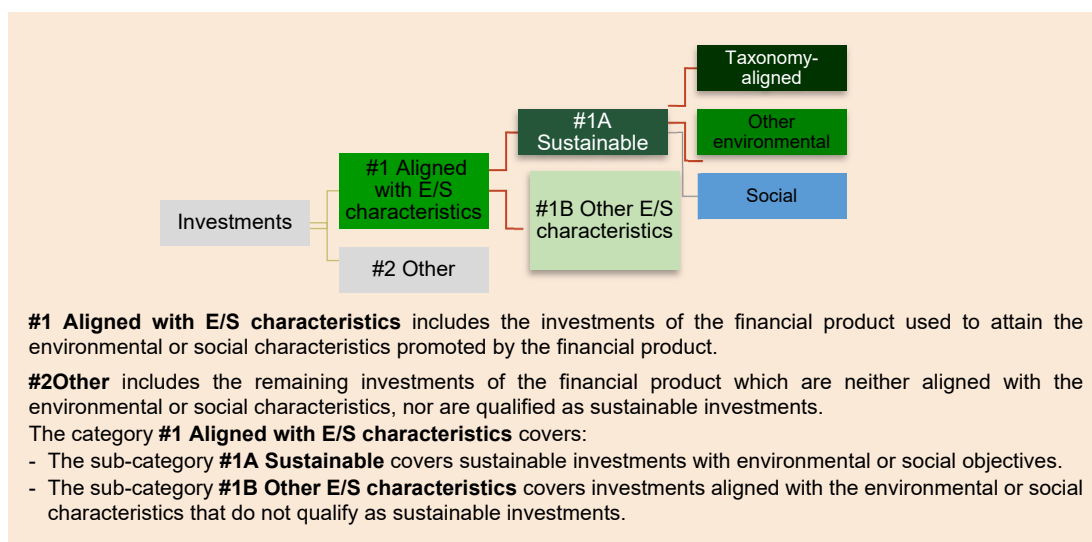 Taxonomy-
aligned
#1A
Sustainable
Other
environmental
#1 Aligned
with E/S
characteristics
Social
#1B Other E/S
characteristics
Investments
#2 Other
#1 Aligned with E/S characteristics includes the investments of the financial product used to attain the
environmental or social characteristics promoted by the financial product.
#2Other includes the remaining investments of the financial product which are neither aligned with the
environmental or social characteristics, nor are qualified as sustainable investments.
The category #1 Aligned with E/S characteristics covers:
- The sub-category #1A Sustainable covers sustainable investments with environmental or social objectives.
- The sub-category #1B Other E/S characteristics covers investments aligned with the environmental or social
characteristics that do not qualify as sustainable investments.